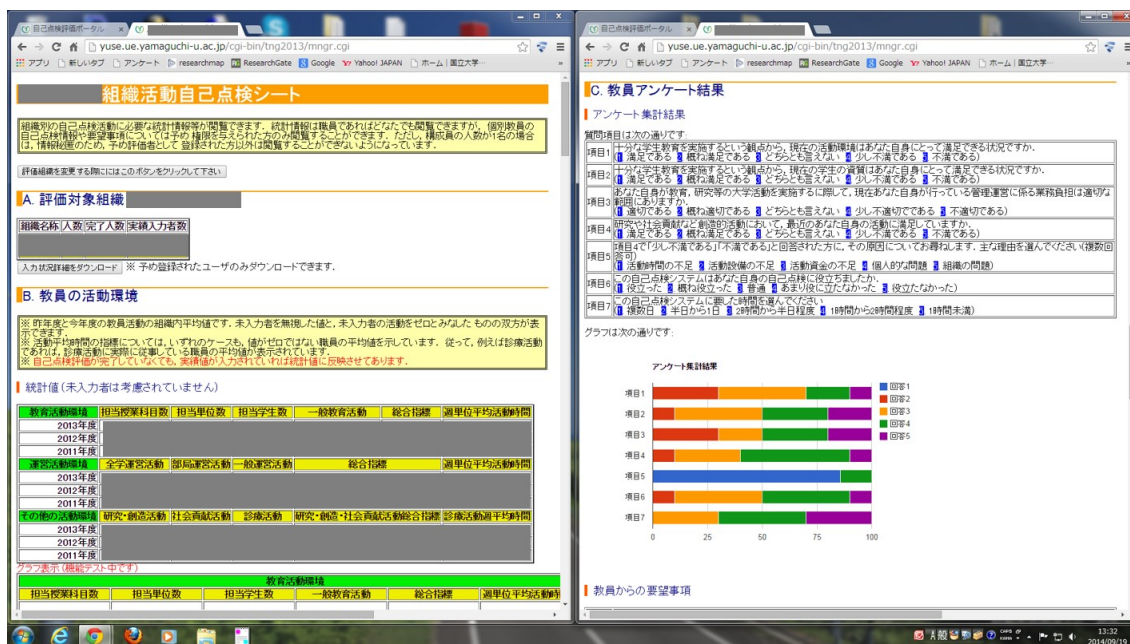 自己点検評価ポータル
yuse.ue.yamaguchi-u.ac.jp/cgi-bin/tng2013/mngr.cgi
アプリ 新しいタブ アンケート researchmap ResearchGate Google Yahoo! JAPAN ホーム | 国立大学…
組織活動自己点検シート
組織別の自己点検活動に必要な統計情報等が閲覧できます. 統計情報は職員であればどなたでも閲覧できますが, 個別教員の
自己点検情報や要望事項については予め 権限を与えられた方のみ閲覧することができます. ただし, 構成員の人数が1名の場合
は, 情報秘匿のため, 予め評価者として 登録された方以外は閲覧することができないようになっています.
評価組織を変更する際にはこのボタンをクリックして下さい
A. 評価対象組織
組織名称 人数 完了人数 実績入力者数
入力状況詳細をダウンロード ※ 予め登録されたユーザのみダウンロードできます.
B. 教員の活動環境
※ 昨年度と今年度の教員活動の組織内平均値です. 未入力者を無視した値と, 未入力者の活動をゼロとみなした ものの双方が表
示できます.
※ 活動平均時間の指標については, いずれのケースも, 値がゼロではない職員の平均値を示しています. 従って, 例えば診療活動
であれば, 診療活動に実際に従事している職員の平均値が表示されています.
※ 自己点検評価が完了していなくても, 実績値が入力されていれば統計値に反映させてあります.
統計値(未入力者は考慮されていません)
教育活動環境 担当授業科目数 担当単位数 担当学生数 一般教育活動 総合指標 週単位平均活動時間
2013年度
2012年度
2011年度
運営活動環境 全学運営活動 部局運営活動 一般運営活動 総合指標 週単位平均活動時間
2013年度
2012年度
2011年度
その他の活動環境 研究・創造活動 社会貢献活動 診療活動 研究・創造・社会貢献活動総合指標 診療活動週平均時間
2013年度
2012年度
2011年度
グラフ表示(機能テスト中です)
教育活動環境
担当授業科目数 担当単位数 担当学生数 一般教育活動 総合指標 週単位平均活動時
自己点検評価ポータル
yuse.ue.yamaguchi-u.ac.jp/cgi-bin/tng2013/mngr.cgi
アプリ 新しいタブ アンケート researchmap ResearchGate Google Yahoo! JAPAN ホーム | 国立大学…
C. 教員アンケート結果
アンケート集計結果
質問項目は次の通りです:
項目1 十分な学生教育を実施するという観点から, 現在の活動環境はあなた自身にとって満足できる状況ですか.
(1 満足である 2 概ね満足である 3 どちらとも言えない 4 少し不満である 5 不満である)
項目2 十分な学生教育を実施するという観点から, 現在の学生の資質はあなた自身にとって満足できる状況ですか.
(1 満足である 2 概ね満足である 3 どちらとも言えない 4 少し不満である 5 不満である)
項目3 あなた自身が教育, 研究等の大学活動を実施するに際して, 現在あなた自身が行っている管理運営に係る業務負担は適切な
範囲にありますか.
(1 適切である 2 概ね適切である 3 どちらとも言えない 4 少し不適切でである 5 不適切である)
項目4 研究や社会貢献など創造的活動において, 最近のあなた自身の活動に満足していますか.
(1 満足である 2 概ね満足である 3 どちらとも言えない 4 少し不満である 5 不満である)
項目5 項目4で「少し不満である」「不満である」と回答された方に, その原因についてお尋ねします. 主な理由を選んでください(複数回
答可)
(1 活動時間の不足 2 活動設備の不足 3 活動資金の不足 4 個人的な問題 5 組織の問題)
項目6 この自己点検システムはあなた自身の自己点検に役立ちましたか.
(1 役立った 2 概ね役立った 3 普通 4 あまり役に立たなかった 5 役立たなかった)
項目7 この自己点検システムに要した時間を選んでください
(1 複数日 2 半日から1日 3 2時間から半日程度 4 1時間から2時間程度 5 1時間未満)
グラフは次の通りです:
アンケート集計結果
項目1
項目2
項目3
項目4
項目5
項目6
項目7
0 25 50 75 100
回答1
回答2
回答3
回答4
回答5
教員からの要望事項
A 般
CAPS
KANA
13:32
2014/09/19